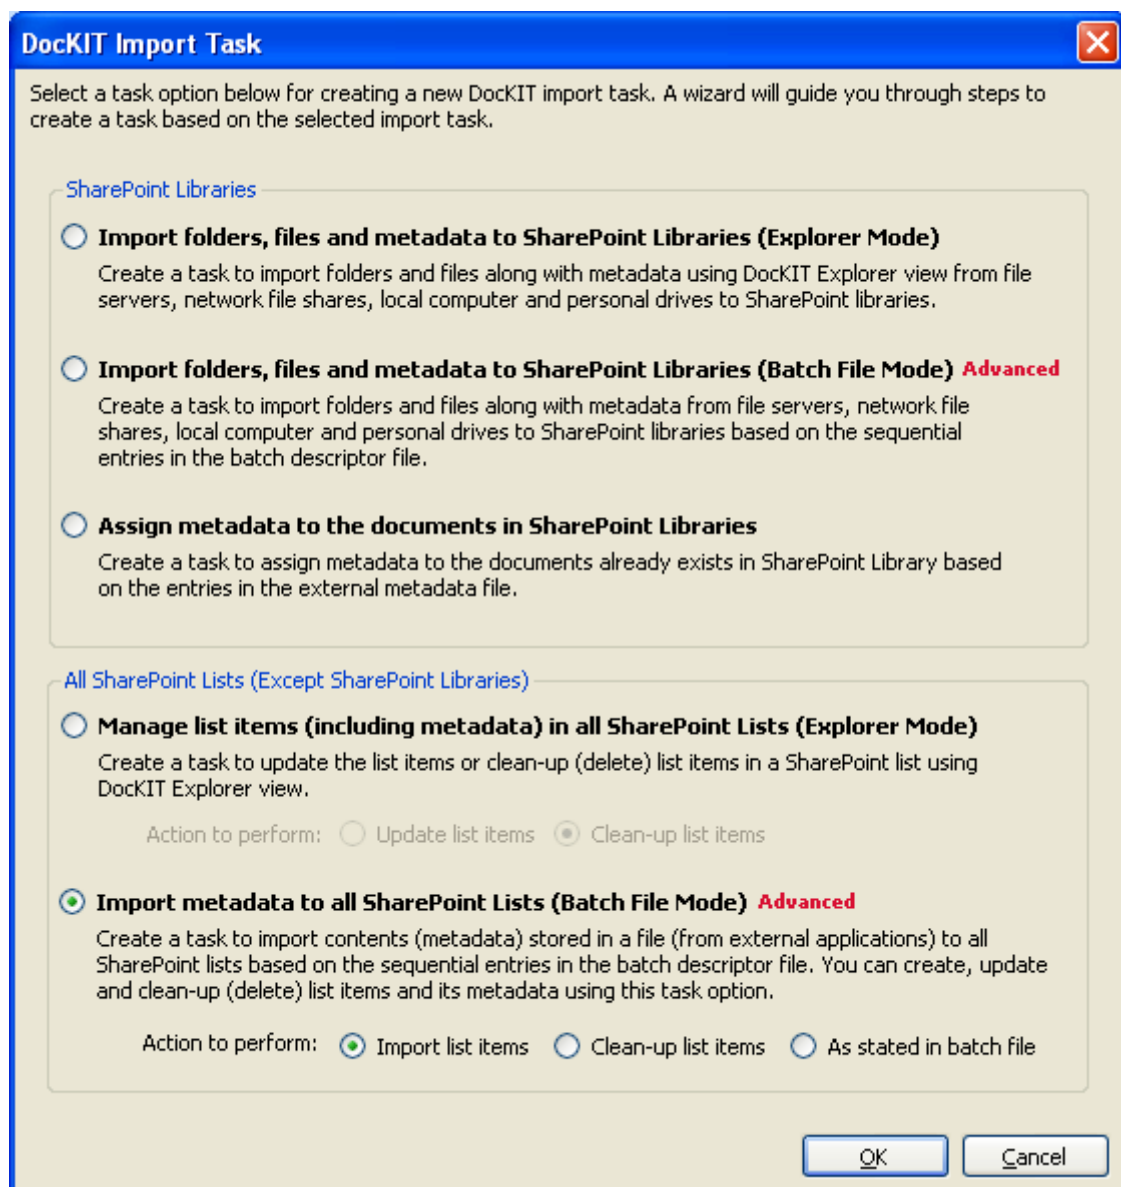 DocKIT Import Task
Select a task option below for creating a new DocKIT import task. A wizard will guide you through steps to
create a task based on the selected import task.
SharePoint Libraries
Import folders, files and metadata to SharePoint Libraries (Explorer Mode)
Create a task to import folders and files along with metadata using DocKIT Explorer view from file
servers, network file shares, local computer and personal drives to SharePoint libraries.
Import folders, files and metadata to SharePoint Libraries (Batch File Mode) Advanced
Create a task to import folders and files along with metadata from file servers, network file
shares, local computer and personal drives to SharePoint libraries based on the sequential
entries in the batch descriptor file.
Assign metadata to the documents in SharePoint Libraries
Create a task to assign metadata to the documents already exists in SharePoint Library based
on the entries in the external metadata file.
All SharePoint Lists (Except SharePoint Libraries)
Manage list items (including metadata) in all SharePoint Lists (Explorer Mode)
Create a task to update the list items or clean-up (delete) list items in a SharePoint list using
DocKIT Explorer view.
Action to perform: Update list items Clean-up list items
Import metadata to all SharePoint Lists (Batch File Mode) Advanced
Create a task to import contents (metadata) stored in a file (from external applications) to all
SharePoint lists based on the sequential entries in the batch descriptor file. You can create, update
and clean-up (delete) list items and its metadata using this task option.
Action to perform: Import list items Clean-up list items As stated in batch file
OK Cancel